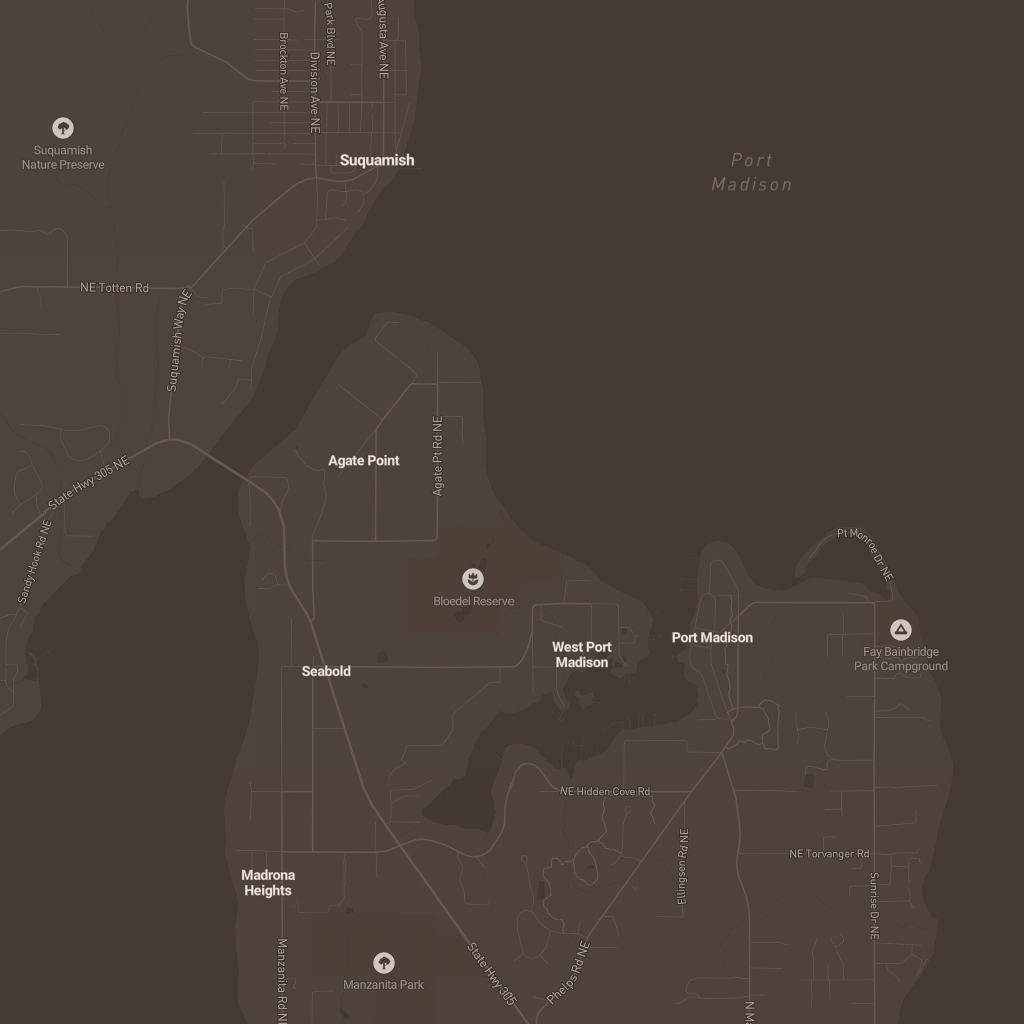 Park Blvd NE
Augusta Ave NE
Brockton Ave NE
Division Ave NE
Suquamish
Nature Preserve
Suquamish
Port
Madison
NE Totten Rd
Suquamish Way NE
State Hwy 305 NE
Sandy Hook Rd NE
Agate Point
Agate Pt Rd NE
Bloedel Reserve
Pt Monroe Dr NE
West Port
Madison
Port Madison
Fay Bainbridge
Park Campground
Seabold
NE Hidden Cove Rd
Ellingsen Rd NE
NE Torvanger Rd
Sunrise Dr NE
Madrona
Heights
Manzanita Rd NE
Manzanita Park
State Hwy 305
Phelps Rd NE